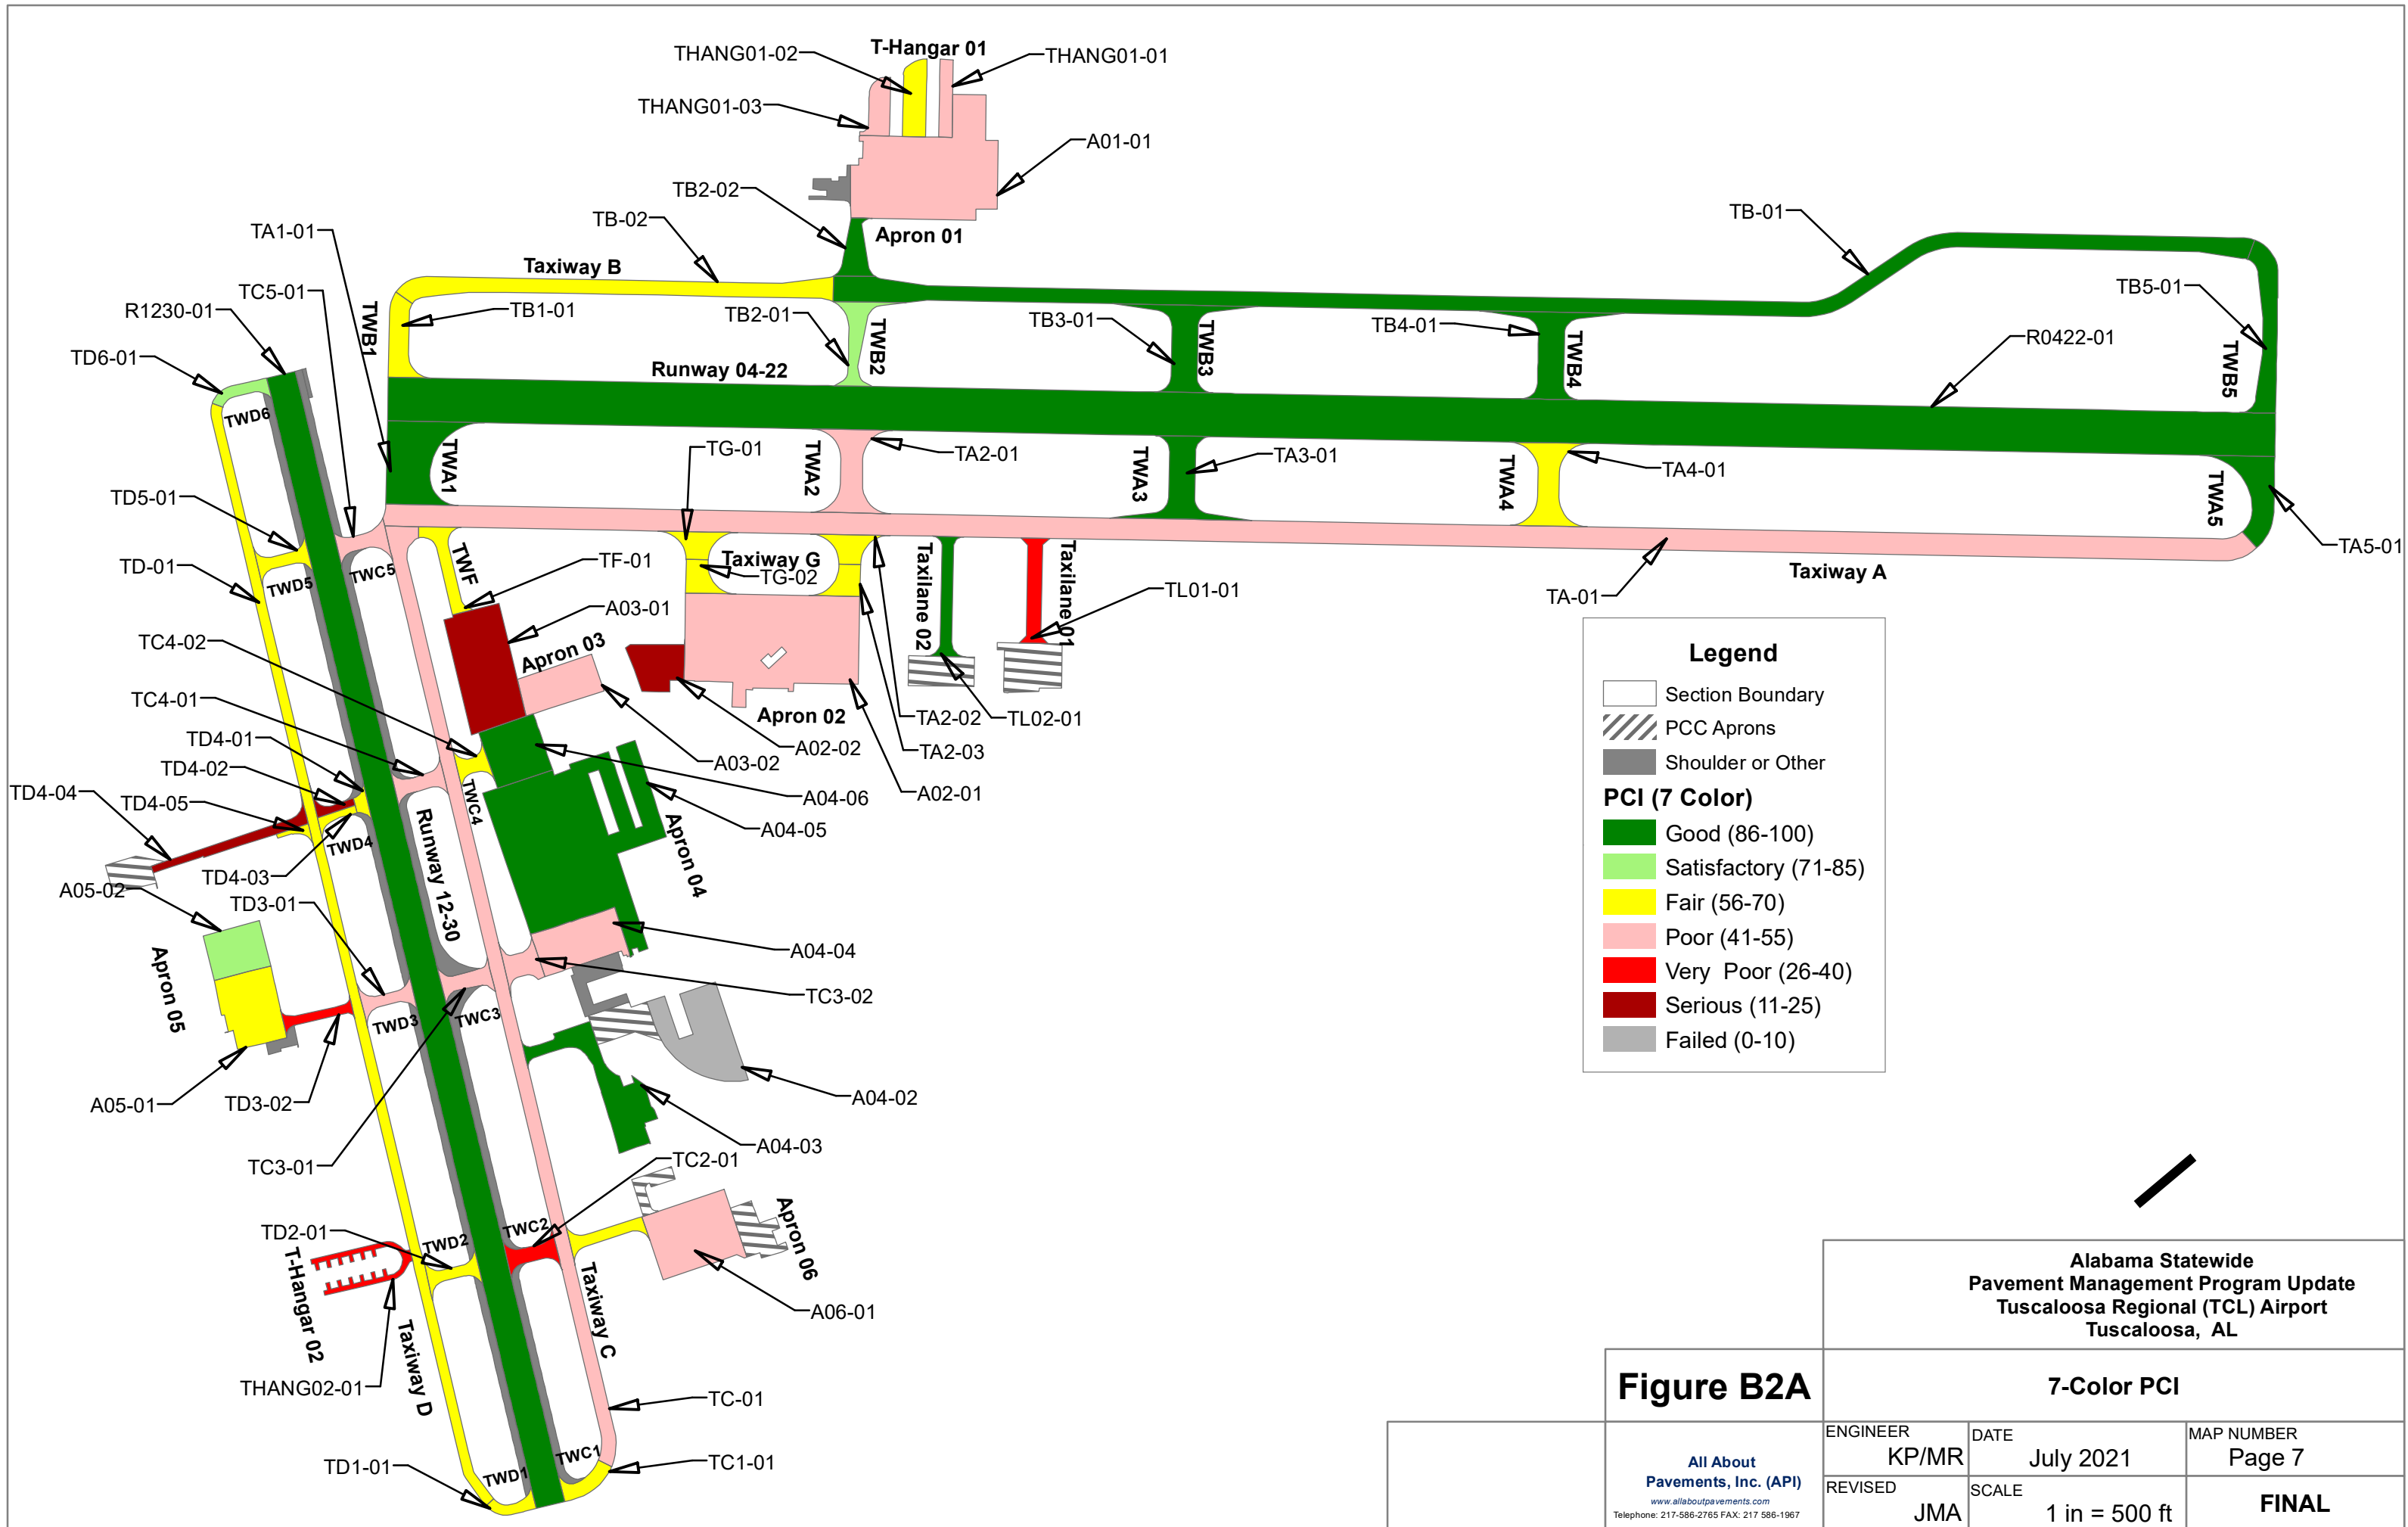 THANG01-02
T-Hangar 01
THANG01-01
THANG01-03
A01-01
TB2-02
TB-02
TB-01
TA1-01
Apron 01
Taxiway B
TC5-01
TWB1
TB1-01
TB2-01
TWB2
TB3-01
TWB3
TB4-01
TWB4
TB5-01
R0422-01
TWB5
R1230-01
TD6-01
Runway 04-22
TWD6
TWA1
TG-01
TWA2
TA2-01
TWA3
TA3-01
TWA4
TA4-01
TWA5
TA5-01
TD5-01
TD-01
TWD5
TWC5
TWF
TF-01
Taxiway G
TG-02
Taxilane 02
Taxilane 01
TL01-01
TA-01
Taxiway A
A03-01
Apron 03
TC4-02
TC4-01
TD4-01
TD4-02
TD4-04
TD4-05
Apron 02
TA2-02
TL02-01
A02-02
TA2-03
A03-02
A02-01
A04-06
A04-05
TWC4
Runway 12-30
Apron 04
TWD4
TD4-03
A05-02
TD3-01
A04-04
Apron 05
TC3-02
TWD3
TWC3
A05-01
TD3-02
A04-02
A04-03
TC3-01
TC2-01
TD2-01
TWD2
TWC2
Apron 06
T-Hangar 02
Taxiway C
A06-01
THANG02-01
Taxiway D
TC-01
TD1-01
TWD1
TWC1
TC1-01
Legend
Section Boundary
PCC Aprons
Shoulder or Other
PCI (7 Color)
Good (86-100)
Satisfactory (71-85)
Fair (56-70)
Poor (41-55)
Very Poor (26-40)
Serious (11-25)
Failed (0-10)
Alabama Statewide
Pavement Management Program Update
Tuscaloosa Regional (TCL) Airport
Tuscaloosa, AL
Figure B2A
7-Color PCI
All About
Pavements, Inc. (API)
www.allaboutpavements.com
Telephone: 217-586-2765 FAX: 217 586-1967
ENGINEER
KP/MR
DATE
July 2021
MAP NUMBER
Page 7
REVISED
JMA
SCALE
1 in = 500 ft
FINAL